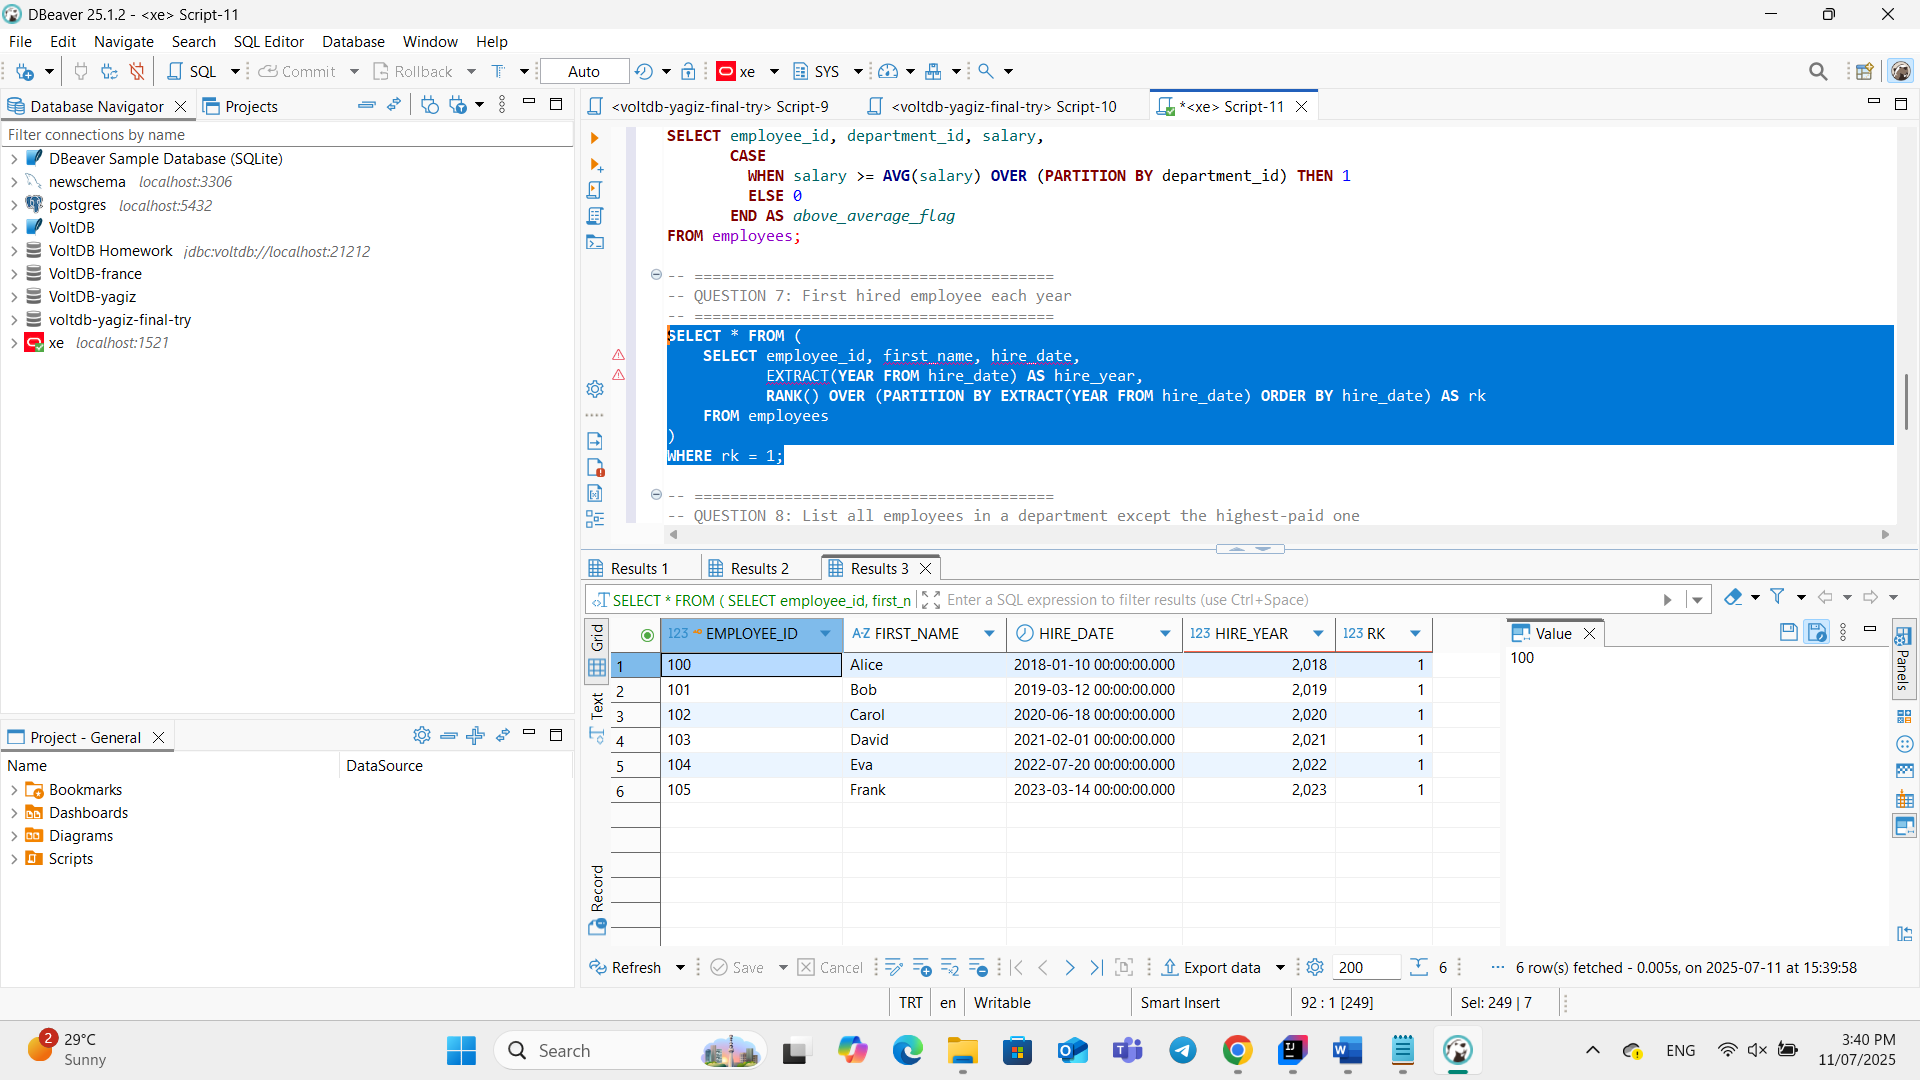 DBeaver 25.1.2 - <xe> Script-11
File Edit Navigate Search SQL Editor Database Window Help
SQL Commit Rollback Auto xe SYS
Database Navigator Projects
Filter connections by name
DBeaver Sample Database (SQLite)
newschema localhost:3306
postgres localhost:5432
VoltDB
VoltDB Homework jdbc:voltdb://localhost:21212
VoltDB-france
VoltDB-yagiz
voltdb-yagiz-final-try
xe localhost:1521
Project - General
Name DataSource
Bookmarks
Dashboards
Diagrams
Scripts
<voltdb-yagiz-final-try> Script-9 <voltdb-yagiz-final-try> Script-10 *<xe> Script-11
SELECT employee_id, department_id, salary,
CASE
WHEN salary >= AVG(salary) OVER (PARTITION BY department_id) THEN 1
ELSE 0
END AS above_average_flag
FROM employees;
-- ========================================
-- QUESTION 7: First hired employee each year
-- ========================================
SELECT * FROM (
SELECT employee_id, first_name, hire_date,
EXTRACT(YEAR FROM hire_date) AS hire_year,
RANK() OVER (PARTITION BY EXTRACT(YEAR FROM hire_date) ORDER BY hire_date) AS rk
FROM employees
)
WHERE rk = 1;
-- ========================================
-- QUESTION 8: List all employees in a department except the highest-paid one
Results 1 Results 2 Results 3
SELECT * FROM ( SELECT employee_id, first_n Enter a SQL expression to filter results (use Ctrl+Space)
Grid
Text
Record
123 EMPLOYEE_ID A-Z FIRST_NAME HIRE_DATE 123 HIRE_YEAR 123 RK
1 100 Alice 2018-01-10 00:00:00.000 2,018 1
2 101 Bob 2019-03-12 00:00:00.000 2,019 1
3 102 Carol 2020-06-18 00:00:00.000 2,020 1
4 103 David 2021-02-01 00:00:00.000 2,021 1
5 104 Eva 2022-07-20 00:00:00.000 2,022 1
6 105 Frank 2023-03-14 00:00:00.000 2,023 1
Value
100
Panels
Refresh Save Cancel Export data 200 6 6 row(s) fetched - 0.005s, on 2025-07-11 at 15:39:58
TRT en Writable Smart Insert 92 : 1 [249] Sel: 249 | 7
2 29°C
Sunny
Search
ENG
3:40 PM
11/07/2025